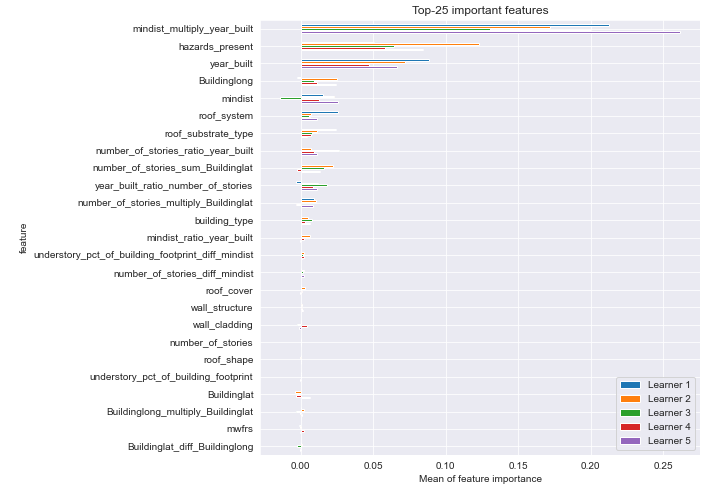 Top-25 important features
mindist_multiply_year_built
hazards_present
year_built
Buildinglong
mindist
roof_system
roof_substrate_type
number_of_stories_ratio_year_built
number_of_stories_sum_Buildinglat
year_built_ratio_number_of_stories
number_of_stories_multiply_Buildinglat
building_type
mindist_ratio_year_built
understory_pct_of_building_footprint_diff_mindist
number_of_stories_diff_mindist
roof_cover
wall_structure
wall_cladding
number_of_stories
roof_shape
understory_pct_of_building_footprint
Buildinglat
Buildinglong_multiply_Buildinglat
mwfrs
Buildinglat_diff_Buildinglong
feature
Learner 1
Learner 2
Learner 3
Learner 4
Learner 5
0.00 0.05 0.10 0.15 0.20 0.25
Mean of feature importance